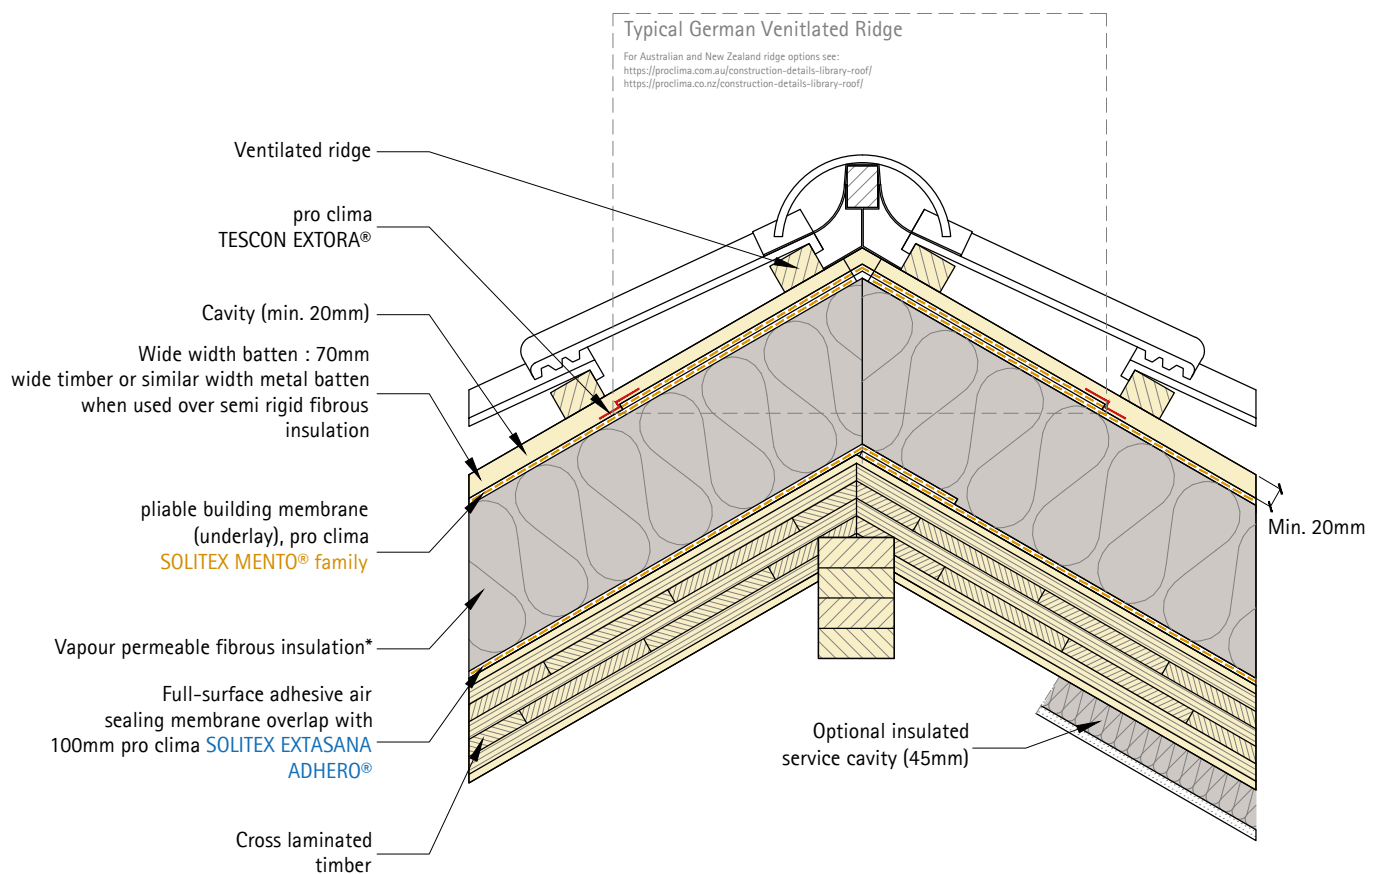 Typical German Venitlated Ridge
For Australian and New Zealand ridge options see:
https://proclima.com.au/construction-details-library-roof/
https://proclima.co.nz/construction-details-library-roof/
Ventilated ridge
pro clima
TESCON EXTORA®
Cavity (min. 20mm)
Wide width batten : 70mm
wide timber or similar width metal batten
when used over semi rigid fibrous
insulation
pliable building membrane
(underlay), pro clima
SOLITEX MENTO® family
Vapour permeable fibrous insulation*
Full-surface adhesive air
sealing membrane overlap with
100mm pro clima SOLITEX EXTASANA
ADHERO®
Cross laminated
timber
Min. 20mm
Optional insulated
service cavity (45mm)